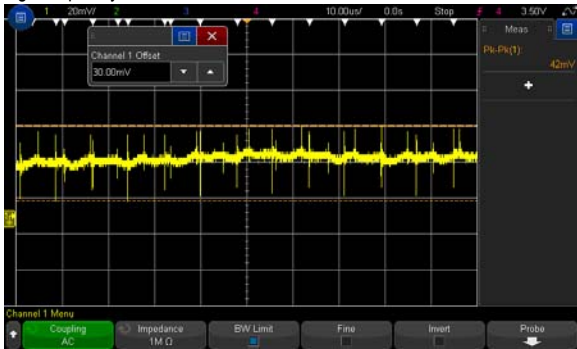 1 20mV/ 2 3 4 10.00us/ 0.0s Stop 4 3.50V
Meas
Channel 1 Offset
30.00mV
Pk-Pk(1):
42mV
Channel 1 Menu
Coupling Impedance BW Limit Fine Invert Probe
AC 1M Ω